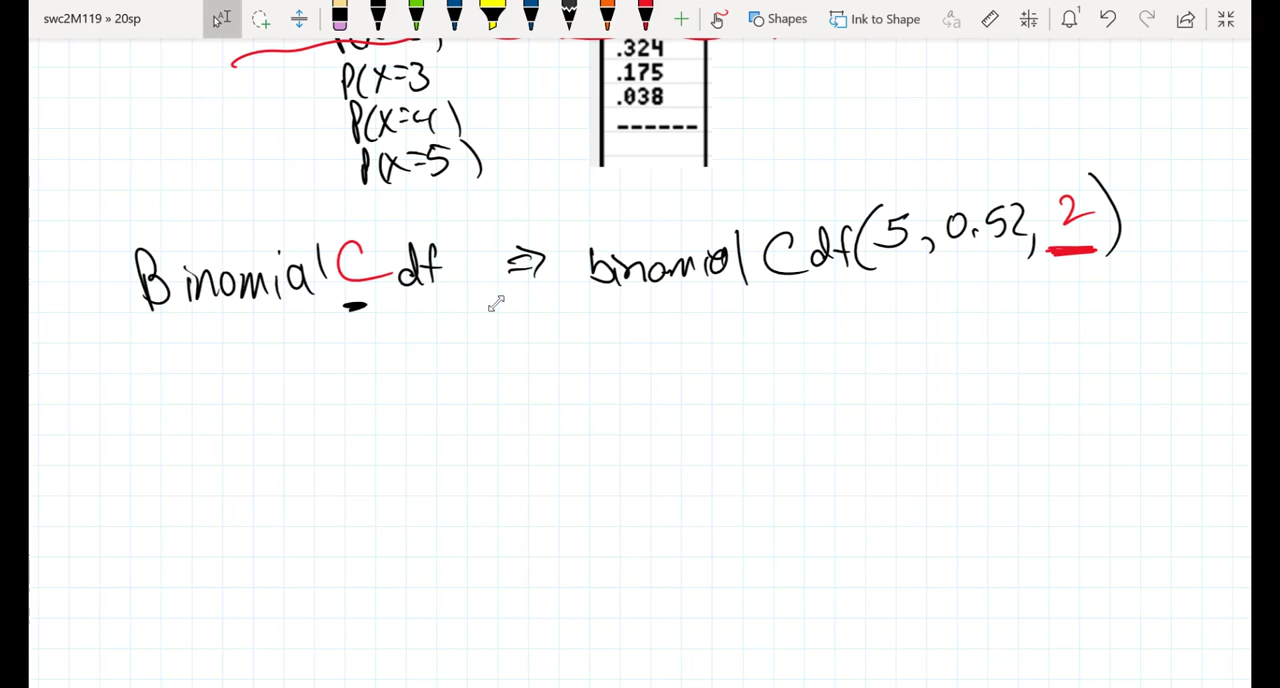 swc2M119 » 20sp
Shapes
Ink to Shape
1
.324
P(X=3
.175
.038
P(X=4)
------
P(X=5)
Binomial Cdf ⇒ binomial Cdf(5, 0.52, 2)